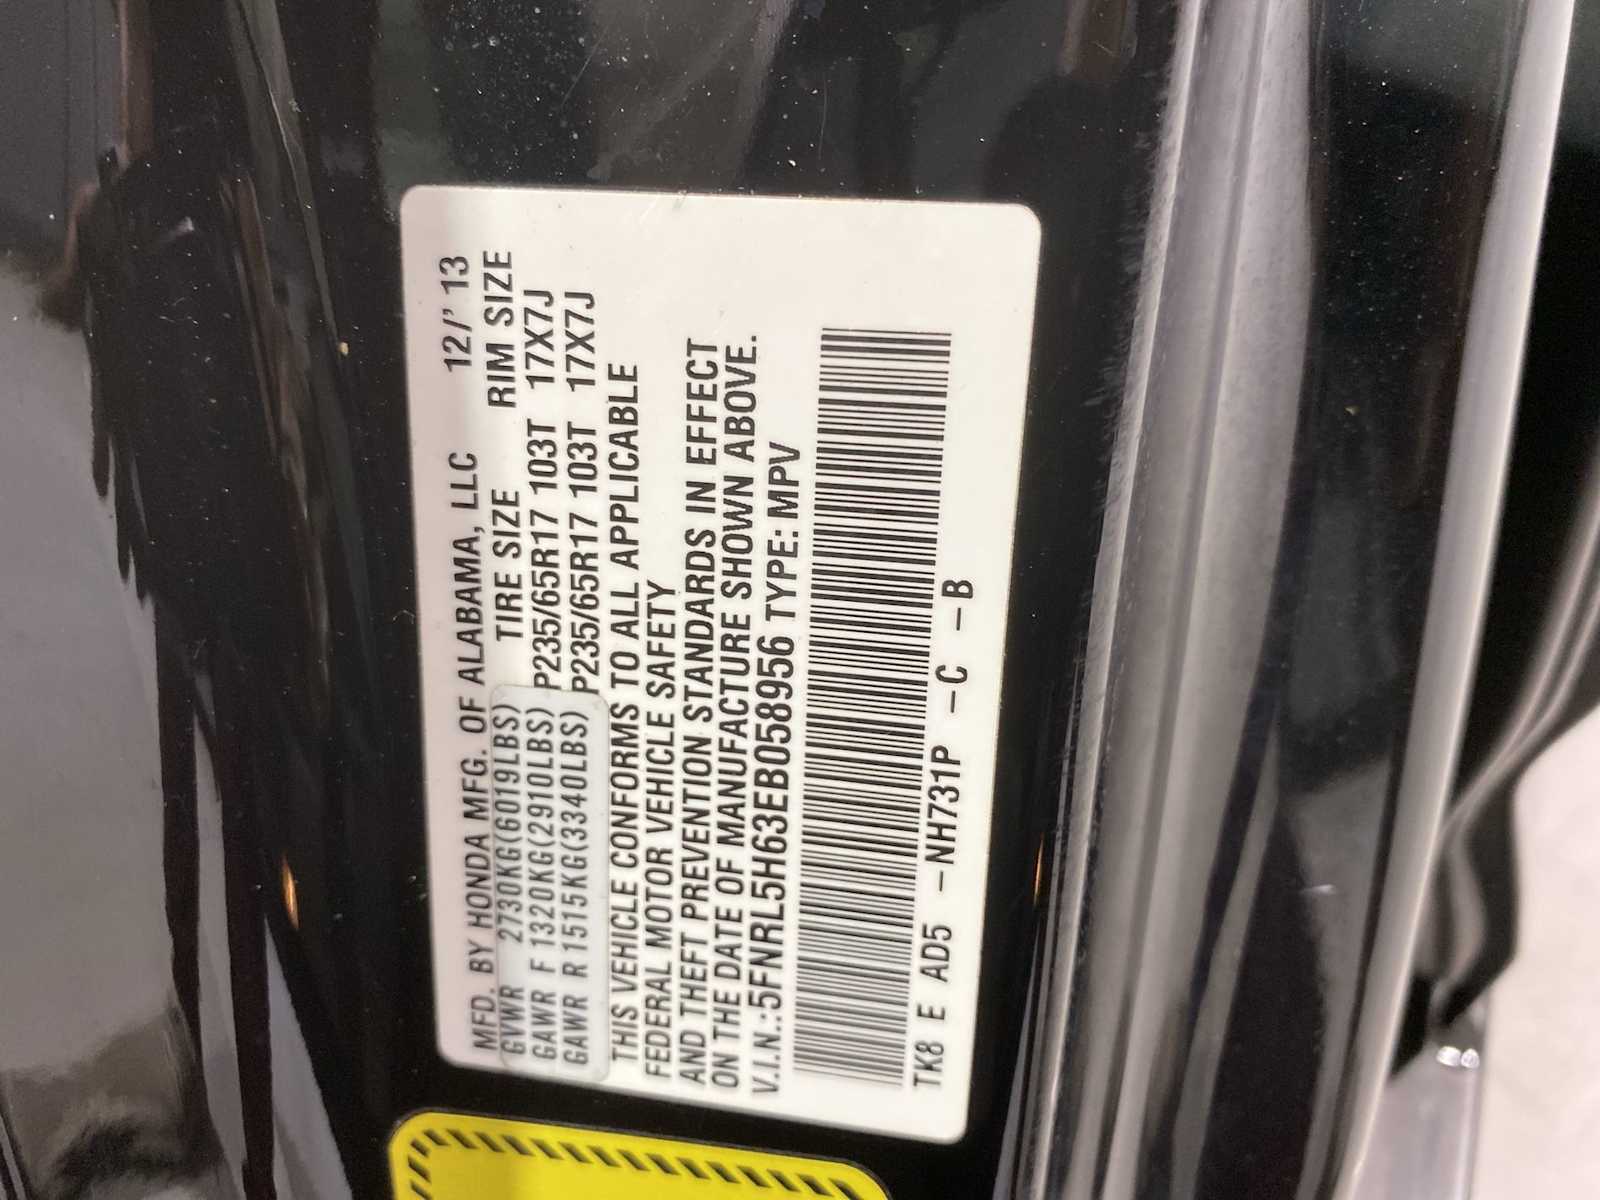 MFD. BY HONDA MFG. OF ALABAMA, LLC 12/' 13
TIRE SIZE RIM SIZE
GVWR 2730KG(6019LBS)
GAWR F 1320KG(2910LBS) P235/65R17 103T 17X7J
GAWR R 1515KG(3340LBS) P235/65R17 103T 17X7J
THIS VEHICLE CONFORMS TO ALL APPLICABLE
FEDERAL MOTOR VEHICLE SAFETY
AND THEFT PREVENTION STANDARDS IN EFFECT
ON THE DATE OF MANUFACTURE SHOWN ABOVE.
V.I.N.:5FNRL5H63EB058956 TYPE: MPV
TK8 E AD5 -NH731P -C -B